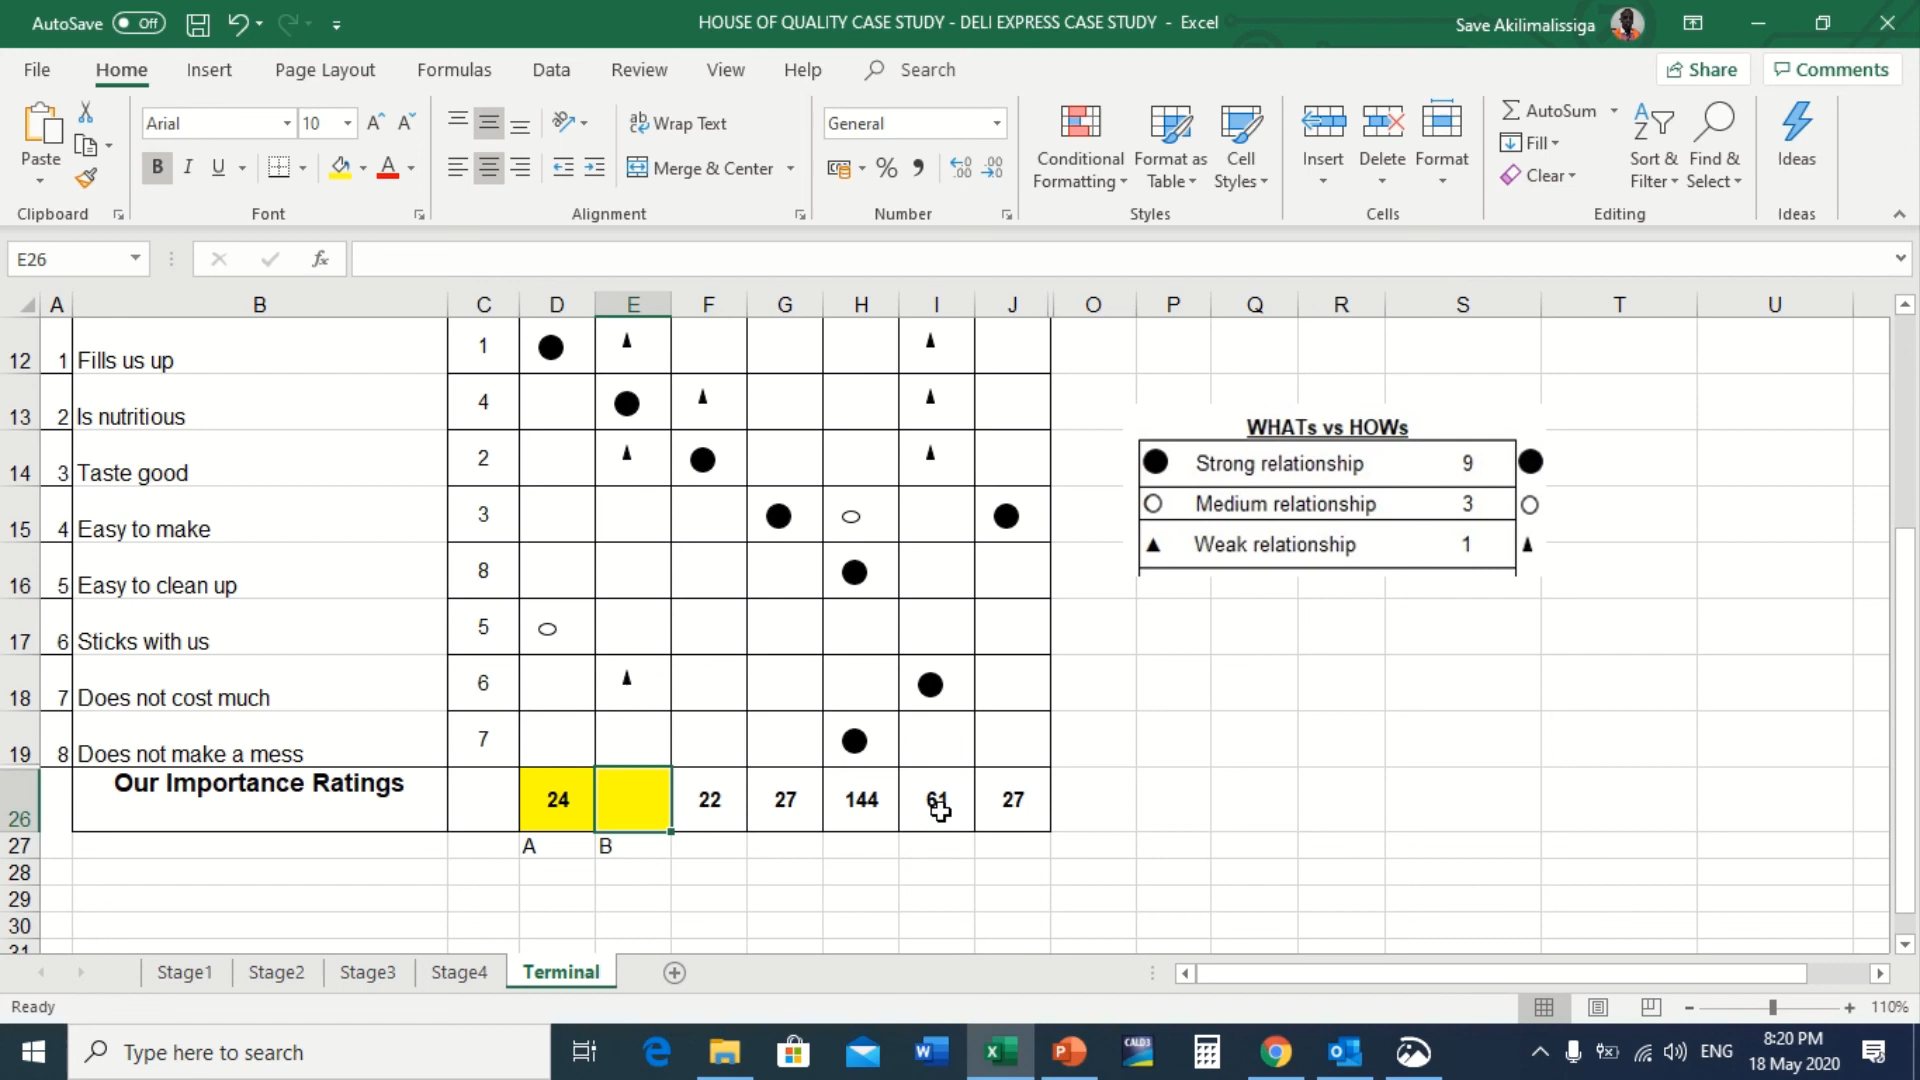 AutoSave Off
HOUSE OF QUALITY CASE STUDY - DELI EXPRESS CASE STUDY - Excel
Save Akilimalissiga
File Home Insert Page Layout Formulas Data Review View Help Search
Share Comments
Paste
Clipboard
Arial 10
B I U
Font
Wrap Text
Merge & Center
Alignment
General
Number
Conditional Formatting
Format as Table
Cell Styles
Styles
Insert Delete Format
Cells
AutoSum
Fill
Clear
Sort & Filter
Find & Select
Editing
Ideas
Ideas
E26 fx
A B C D E F G H I J O P Q R S T U
12 1 Fills us up 1
13 2 Is nutritious 4
14 3 Taste good 2
15 4 Easy to make 3
16 5 Easy to clean up 8
17 6 Sticks with us 5
18 7 Does not cost much 6
19 8 Does not make a mess 7
26 Our Importance Ratings 24 22 27 144 61 27
27 A B
28
29
30
31
WHATs vs HOWs
Strong relationship 9
Medium relationship 3
Weak relationship 1
Stage1 Stage2 Stage3 Stage4 Terminal
Ready
110%
Type here to search
CALD3
ENG
8:20 PM
18 May 2020